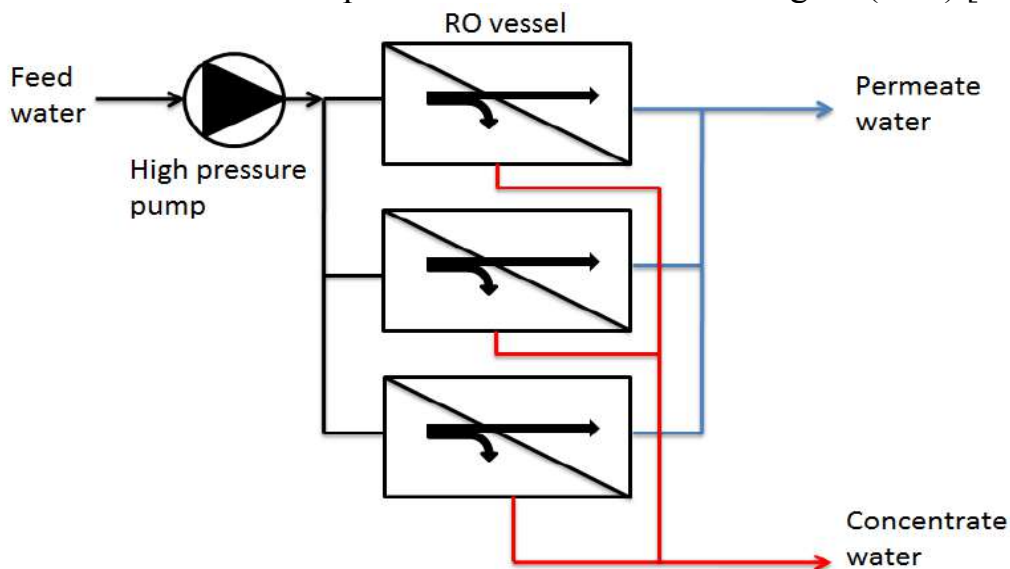 RO vessel
Feed
water
High pressure
pump
Permeate
water
Concentrate
water